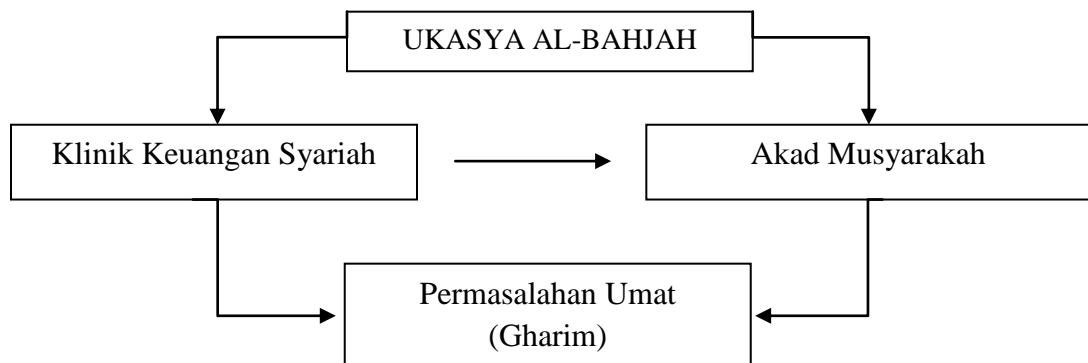 UKASYA AL-BAHJAH
Klinik Keuangan Syariah
Akad Musyarakah
Permasalahan Umat
(Gharim)